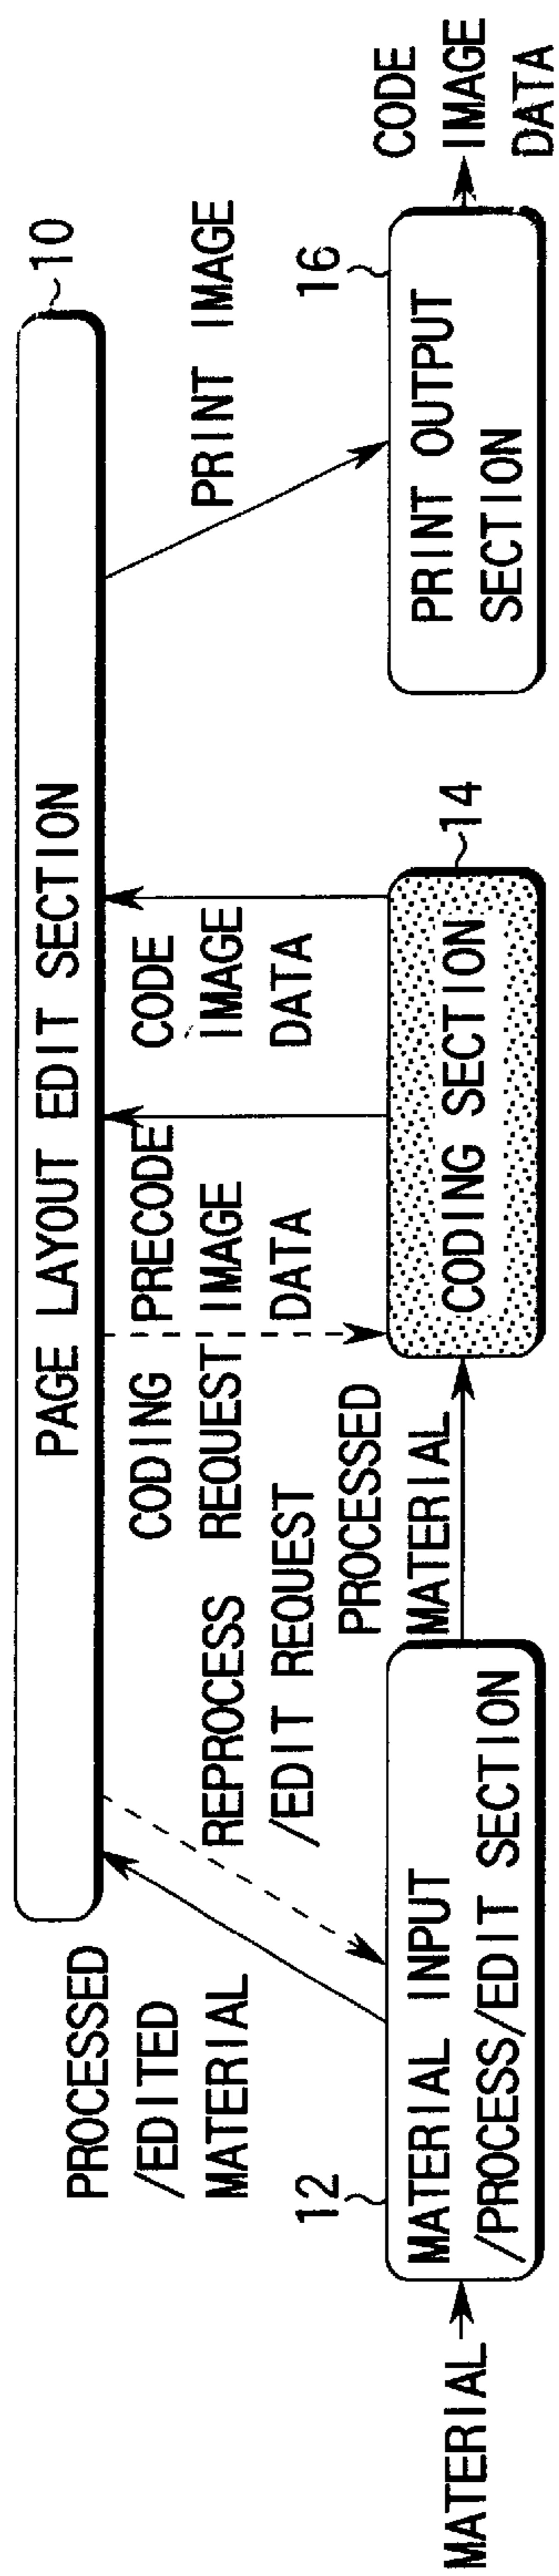 PAGE LAYOUT EDIT SECTION
10
PROCESSED
/EDITED
MATERIAL
REPROCESS
/EDIT REQUEST
CODING
REQUEST
PRECODE
IMAGE
DATA
CODE
IMAGE
DATA
PRINT IMAGE
MATERIAL
12
MATERIAL INPUT
/PROCESS/EDIT SECTION
PROCESSED
MATERIAL
14
CODING SECTION
16
PRINT OUTPUT
SECTION
CODE
IMAGE
DATA